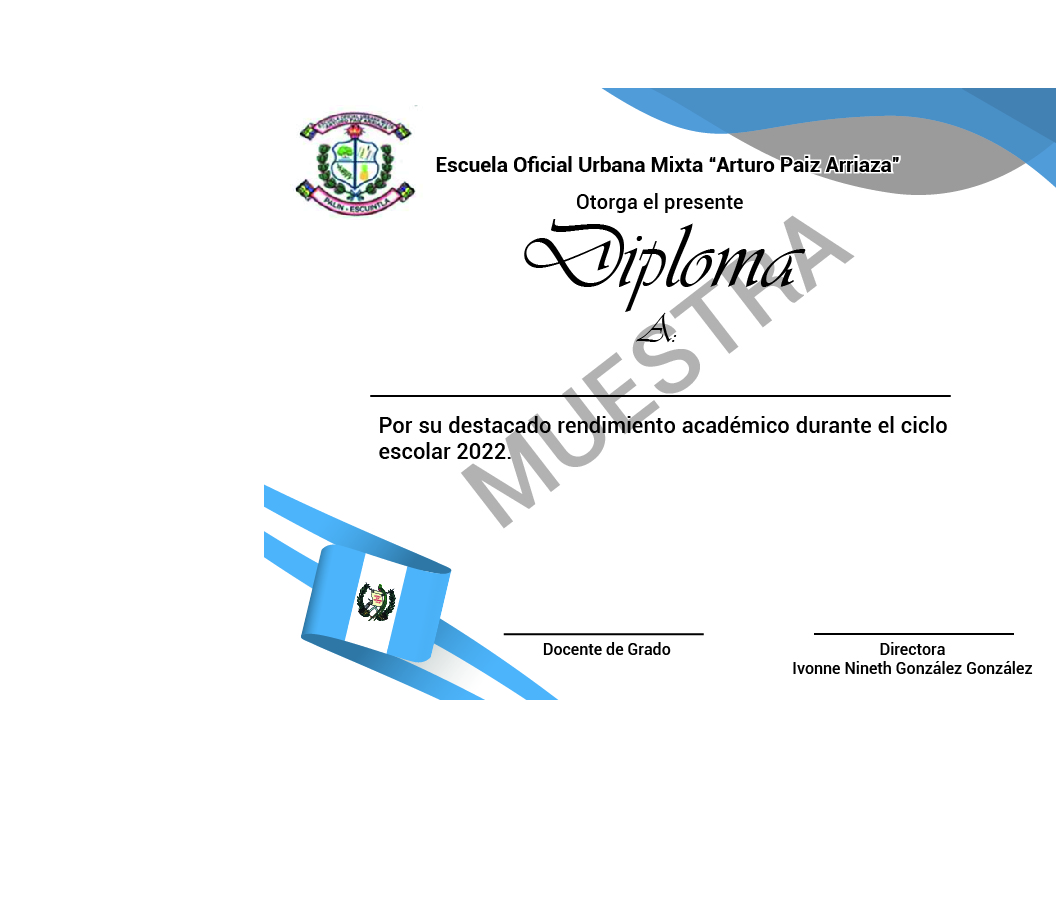 PALIN - ESCUINTLA
Escuela Oficial Urbana Mixta “Arturo Paiz Arriaza”
Otorga el presente
Diploma
A:
MUESTRA
Por su destacado rendimiento académico durante el ciclo
escolar 2022.
Docente de Grado
Directora
Ivonne Nineth González González